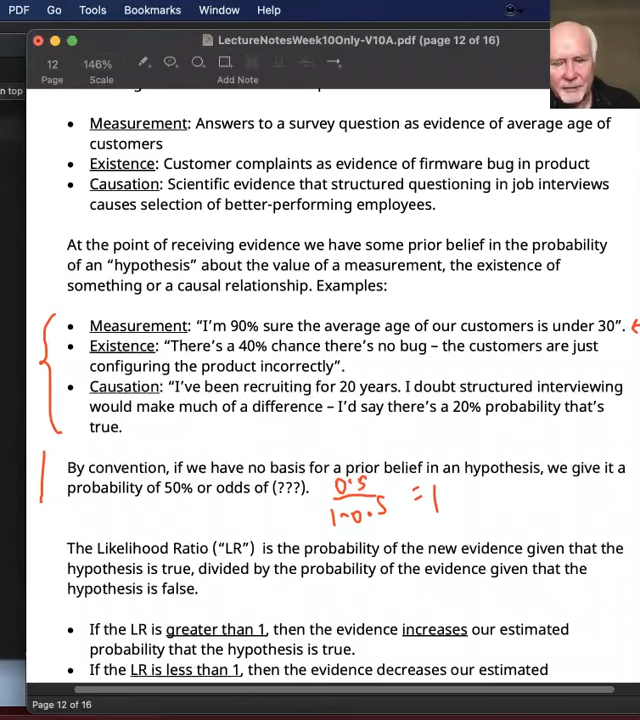 PDF Go Tools Bookmarks Window Help
LectureNotesWeek10Only-V10A.pdf (page 12 of 16)
12 146%
Page Scale Add Note
n top
• Measurement: Answers to a survey question as evidence of average age of
customers
• Existence: Customer complaints as evidence of firmware bug in product
• Causation: Scientific evidence that structured questioning in job interviews
causes selection of better-performing employees.
At the point of receiving evidence we have some prior belief in the probability
of an “hypothesis” about the value of a measurement, the existence of
something or a causal relationship. Examples:
• Measurement: “I’m 90% sure the average age of our customers is under 30”.
• Existence: “There’s a 40% chance there’s no bug – the customers are just
configuring the product incorrectly”.
• Causation: “I’ve been recruiting for 20 years. I doubt structured interviewing
would make much of a difference – I’d say there’s a 20% probability that’s
true.
By convention, if we have no basis for a prior belief in an hypothesis, we give it a
probability of 50% or odds of (???).
0.5
1-0.5 = 1
The Likelihood Ratio (“LR”) is the probability of the new evidence given that the
hypothesis is true, divided by the probability of the evidence given that the
hypothesis is false.
• If the LR is greater than 1, then the evidence increases our estimated
probability that the hypothesis is true.
• If the LR is less than 1, then the evidence decreases our estimated
Page 12 of 16